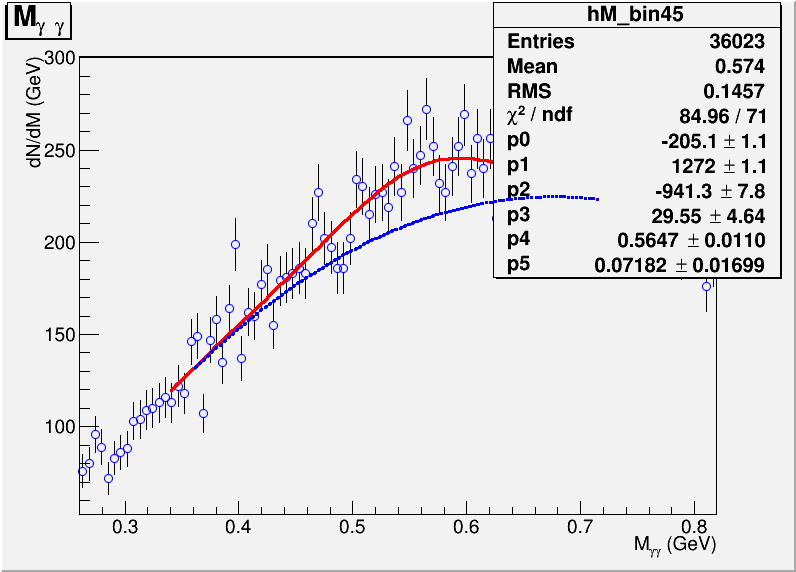 M γ γ
hM_bin45
Entries 36023
Mean 0.574
RMS 0.1457
χ² / ndf 84.96 / 71
p0 -205.1 ± 1.1
p1 1272 ± 1.1
p2 -941.3 ± 7.8
p3 29.55 ± 4.64
p4 0.5647 ± 0.0110
p5 0.07182 ± 0.01699
dN/dM (GeV)
300
250
200
150
100
0.3 0.4 0.5 0.6 0.7 0.8
Mγγ (GeV)